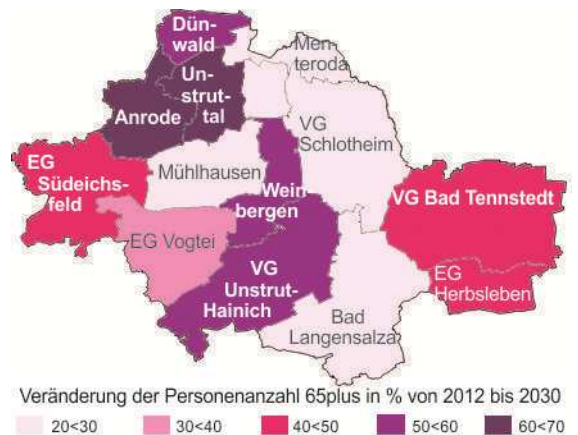 Dün-
wald
Men-
teroda
Un-
strut-
tal
Anrode
VG
Schlotheim
EG
Südeichs-
feld
Mühlhausen
Wein-
bergen
VG Bad Tennstedt
EG Vogtei
VG
Unstrut-
Hainich
EG
Herbsleben
Bad
Langensalza
Veränderung der Personenanzahl 65plus in % von 2012 bis 2030
20<30 30<40 40<50 50<60 60<70